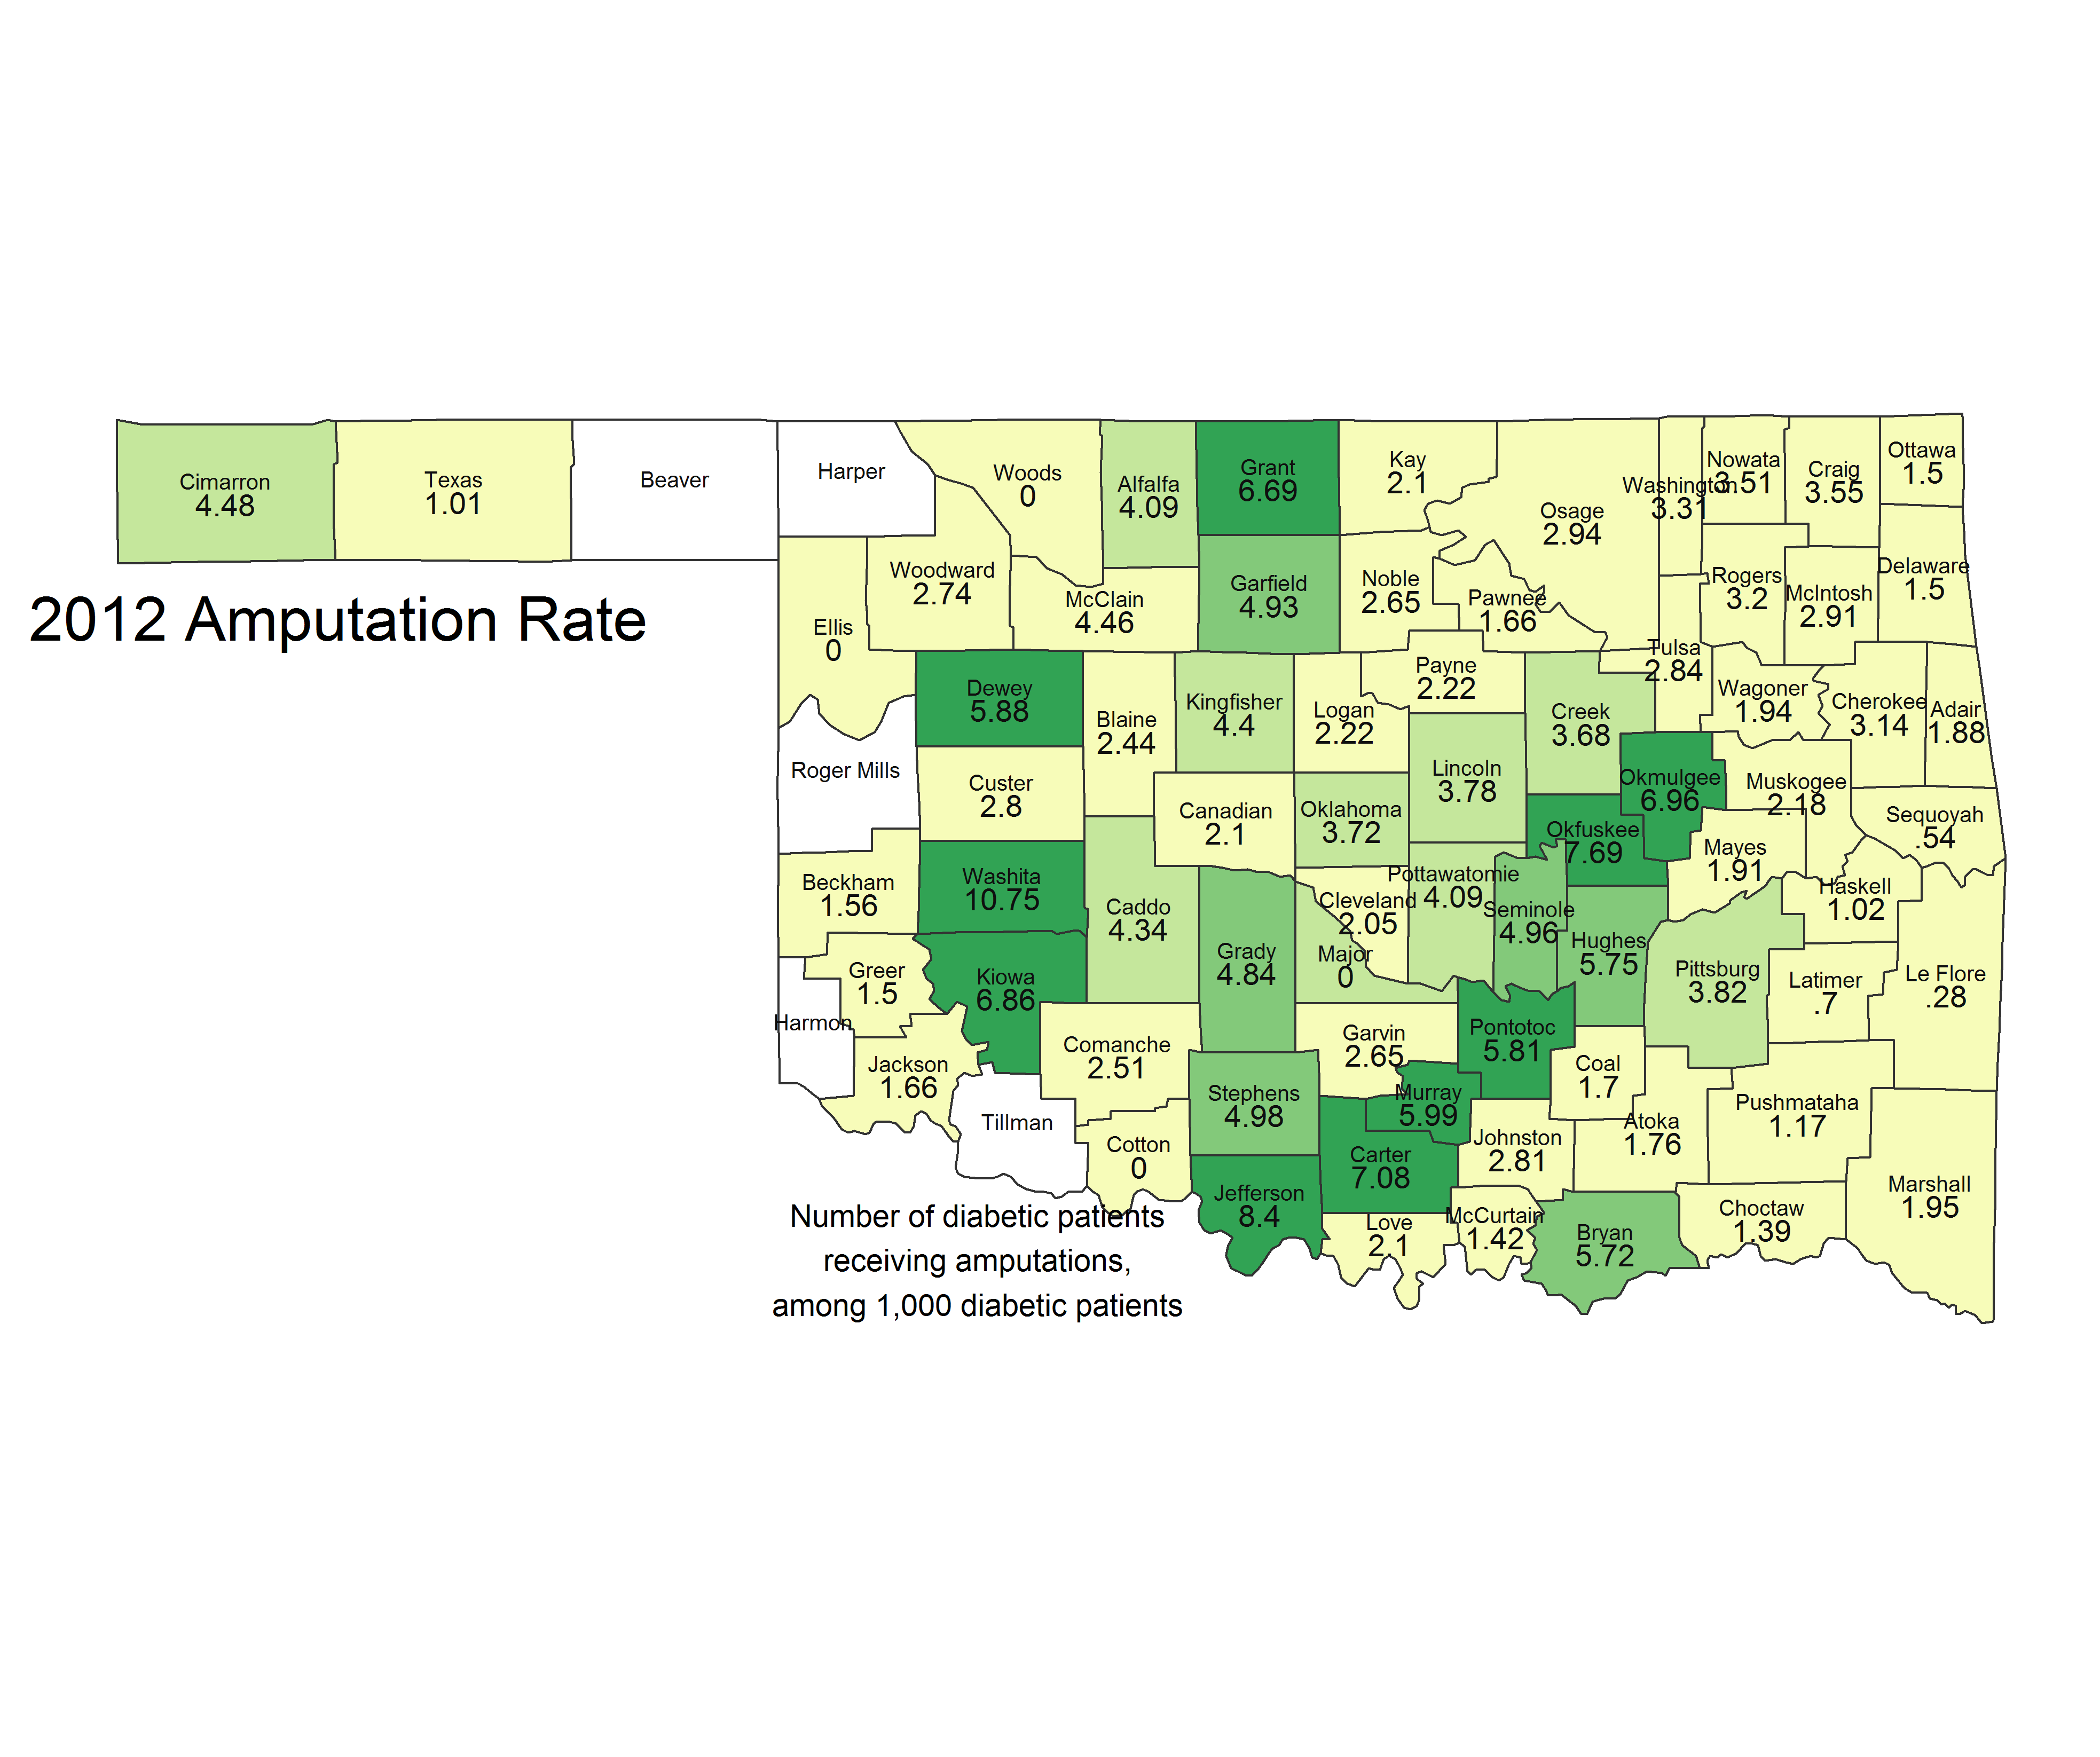 Cimarron
4.48
Texas
1.01
Beaver
Harper
Woods
0
Alfalfa
4.09
Grant
6.69
Kay
2.1
Osage
2.94
Washington
3.31
Nowata
3.51
Craig
3.55
Ottawa
1.5
2012 Amputation Rate
Ellis
0
Woodward
2.74
McClain
4.46
Garfield
4.93
Noble
2.65
Pawnee
1.66
Rogers
3.2
McIntosh
2.91
Delaware
1.5
Dewey
5.88
Blaine
2.44
Kingfisher
4.4
Logan
2.22
Payne
2.22
Creek
3.68
Tulsa
2.84
Wagoner
1.94
Cherokee
3.14
Adair
1.88
Roger Mills
Custer
2.8
Canadian
2.1
Oklahoma
3.72
Lincoln
3.78
Okmulgee
6.96
Muskogee
2.18
Sequoyah
.54
Okfuskee
7.69
Mayes
1.91
Beckham
1.56
Washita
10.75
Caddo
4.34
Grady
4.84
Cleveland
2.05
Major
0
Pottawatomie
4.09
Seminole
4.96
Hughes
5.75
Pittsburg
3.82
Haskell
1.02
Latimer
.7
Le Flore
.28
Harmon
Greer
1.5
Kiowa
6.86
Jackson
1.66
Tillman
Comanche
2.51
Cotton
0
Stephens
4.98
Garvin
2.65
Murray
5.99
Pontotoc
5.81
Coal
1.7
Atoka
1.76
Pushmataha
1.17
Jefferson
8.4
Carter
7.08
Johnston
2.81
Love
2.1
McCurtain
1.42
Bryan
5.72
Choctaw
1.39
Marshall
1.95
Number of diabetic patients
receiving amputations,
among 1,000 diabetic patients